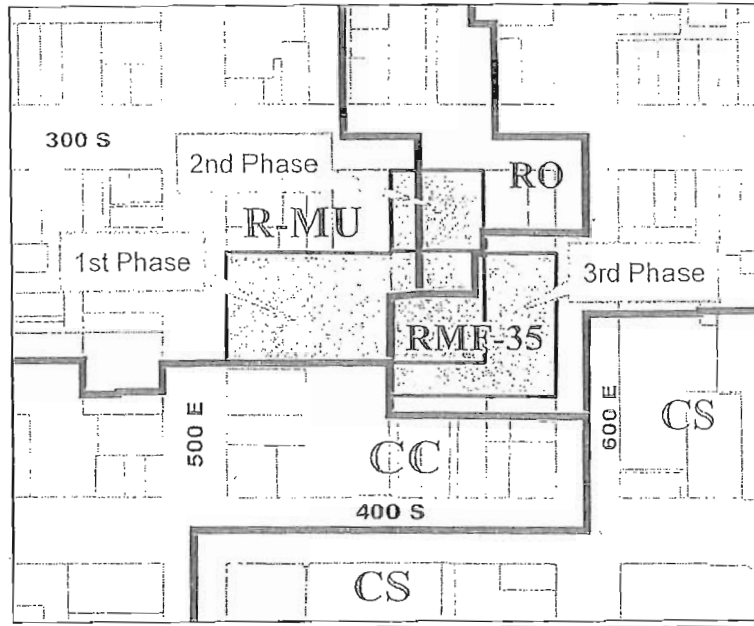 300 S
2nd Phase
RO
R-MU
1st Phase
3rd Phase
RMF-35
500 E
600 E
CS
CC
400 S
CS